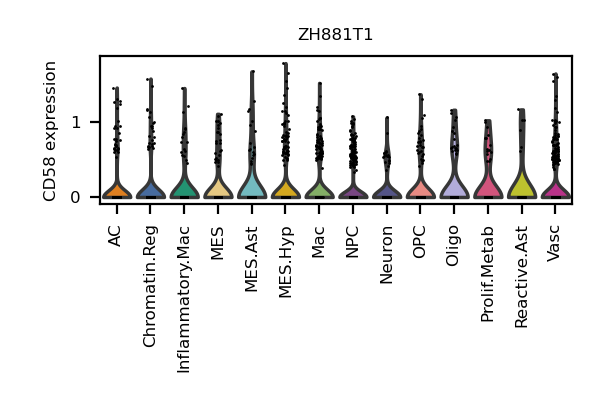 ZH881T1
CD58 expression
1
0
AC
Chromatin.Reg
Inflammatory.Mac
MES
MES.Ast
MES.Hyp
Mac
NPC
Neuron
OPC
Oligo
Prolif.Metab
Reactive.Ast
Vasc